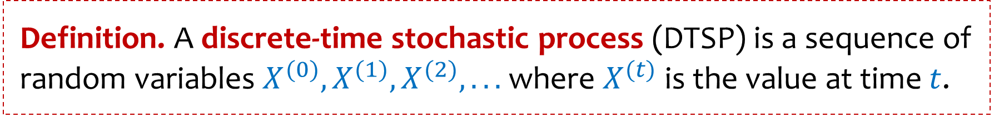 Definition. A discrete-time stochastic process (DTSP) is a sequence of
random variables X⁽⁰⁾, X⁽¹⁾, X⁽²⁾, ... where X⁽ᵗ⁾ is the value at time t.